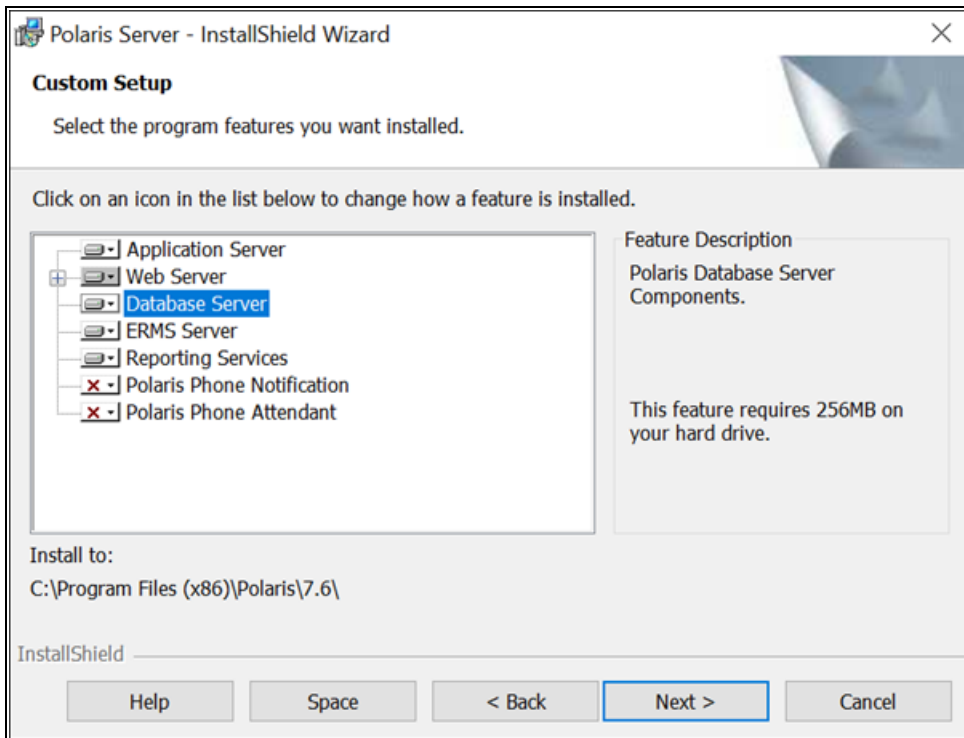 Polaris Server - InstallShield Wizard
Custom Setup
Select the program features you want installed.
Click on an icon in the list below to change how a feature is installed.
Application Server
Web Server
Database Server
ERMS Server
Reporting Services
Polaris Phone Notification
Polaris Phone Attendant
Feature Description
Polaris Database Server
Components.
This feature requires 256MB on
your hard drive.
Install to:
C:\Program Files (x86)\Polaris\7.6\
InstallShield
Help
Space
< Back
Next >
Cancel